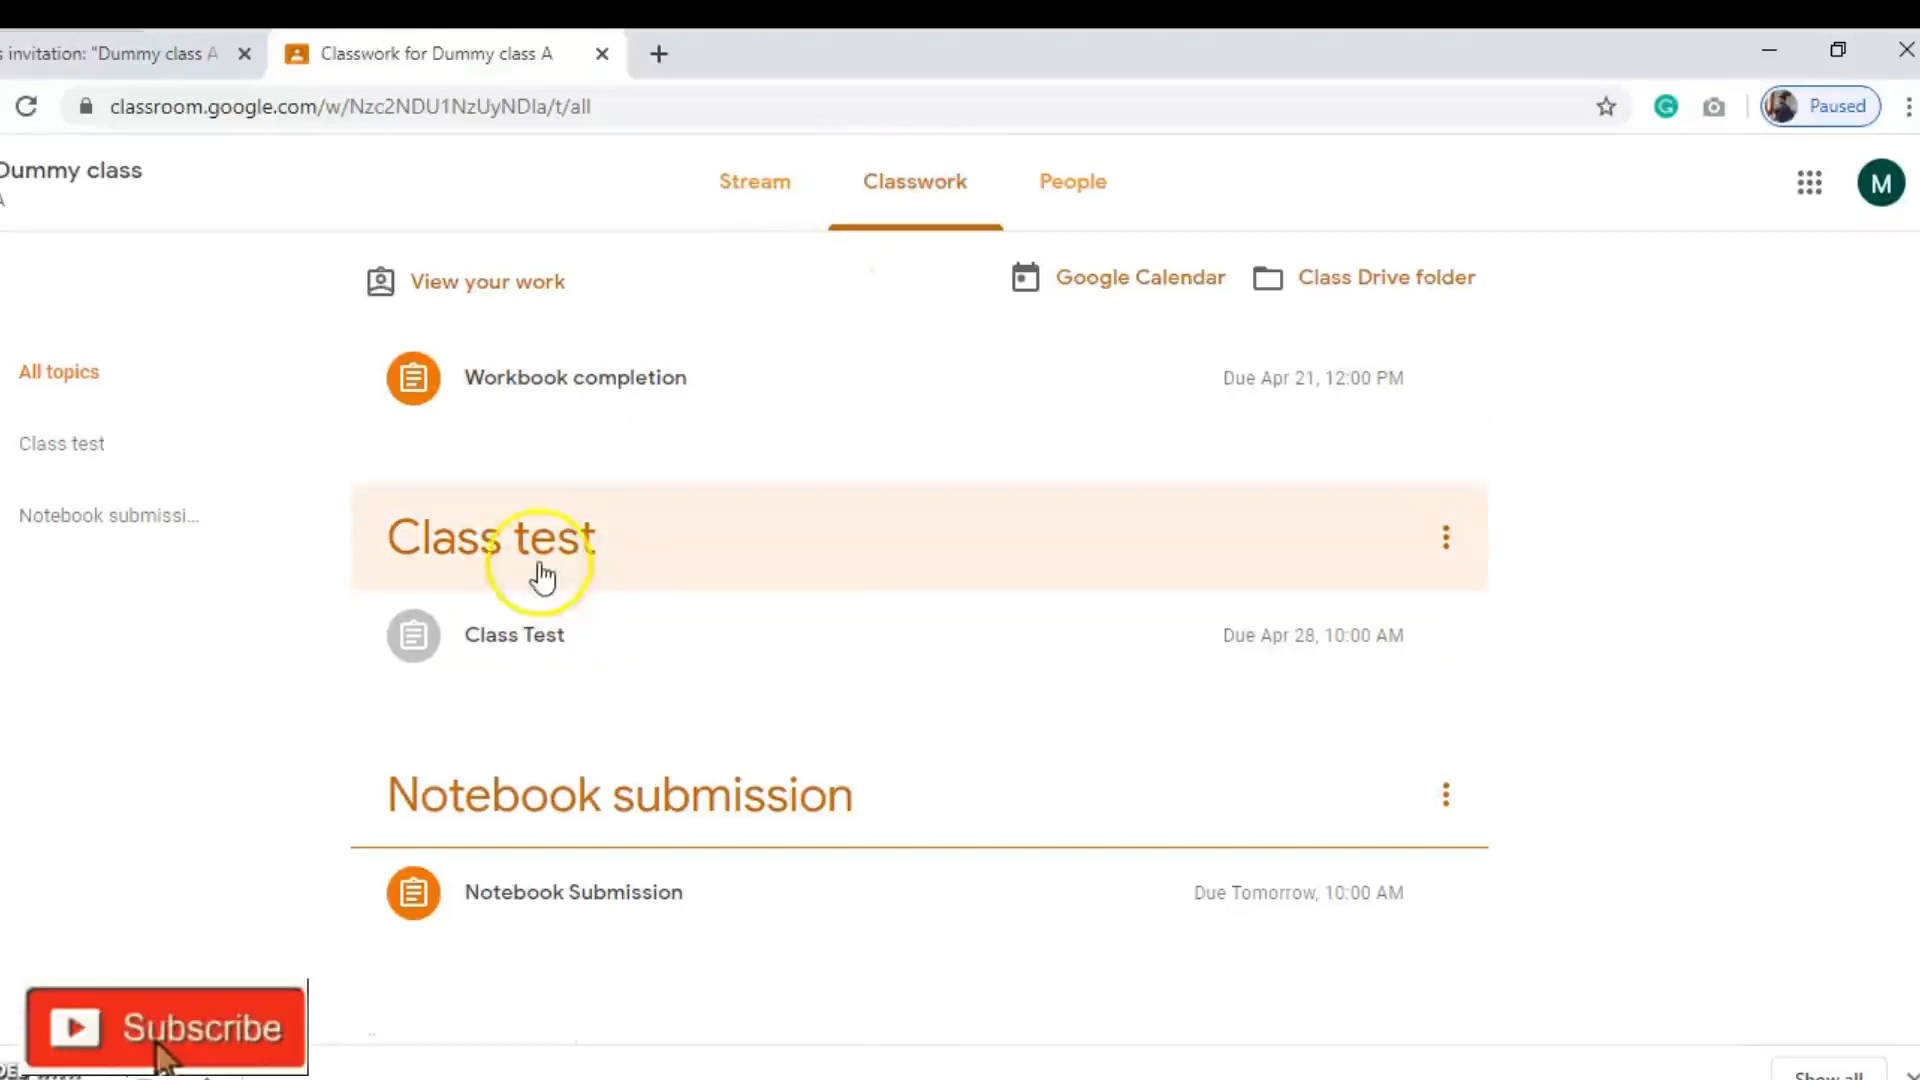 s invitation: "Dummy class A
Classwork for Dummy class A
classroom.google.com/w/Nzc2NDU1NzUyNDla/t/all
Paused
Dummy class
A
Stream
Classwork
People
M
View your work
Google Calendar
Class Drive folder
All topics
Class test
Notebook submissi...
Workbook completion
Due Apr 21, 12:00 PM
Class test
Class Test
Due Apr 28, 10:00 AM
Notebook submission
Notebook Submission
Due Tomorrow, 10:00 AM
Subscribe
Show all